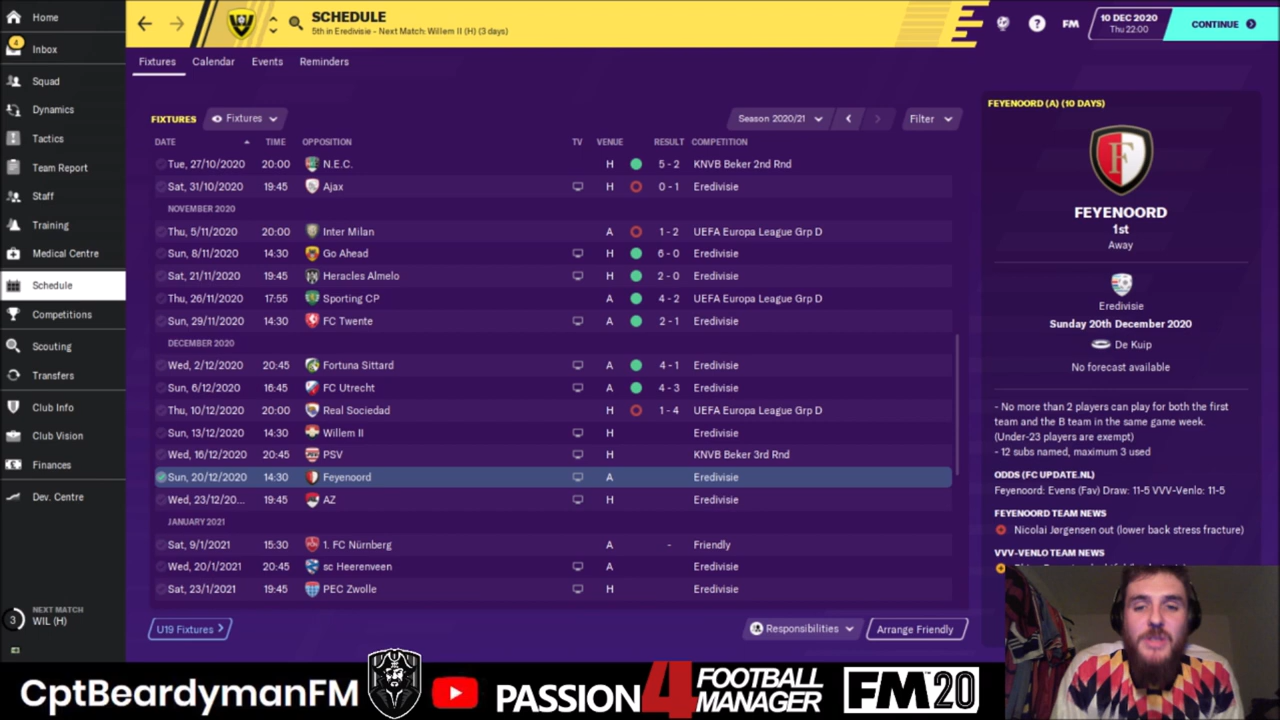 Home
4
Inbox
Squad
Dynamics
Tactics
Team Report
Staff
Training
Medical Centre
Schedule
Competitions
Scouting
Transfers
Club Info
Club Vision
Finances
Dev. Centre
3
NEXT MATCH
WIL (H)
SCHEDULE
5th in Eredivisie - Next Match: Willem II (H) (3 days)
?
FM
10 DEC 2020
Thu 22:00
CONTINUE
Fixtures Calendar Events Reminders
FIXTURES Fixtures Season 2020/21 Filter
DATE TIME OPPOSITION TV VENUE RESULT COMPETITION
Tue, 27/10/2020 20:00 N.E.C. H 5 - 2 KNVB Beker 2nd Rnd
Sat, 31/10/2020 19:45 Ajax H 0 - 1 Eredivisie
NOVEMBER 2020
Thu, 5/11/2020 20:00 Inter Milan A 1 - 2 UEFA Europa League Grp D
Sun, 8/11/2020 14:30 Go Ahead H 6 - 0 Eredivisie
Sat, 21/11/2020 19:45 Heracles Almelo H 2 - 0 Eredivisie
Thu, 26/11/2020 17:55 Sporting CP A 4 - 2 UEFA Europa League Grp D
Sun, 29/11/2020 14:30 FC Twente A 2 - 1 Eredivisie
DECEMBER 2020
Wed, 2/12/2020 20:45 Fortuna Sittard A 4 - 1 Eredivisie
Sun, 6/12/2020 16:45 FC Utrecht A 4 - 3 Eredivisie
Thu, 10/12/2020 20:00 Real Sociedad H 1 - 4 UEFA Europa League Grp D
Sun, 13/12/2020 14:30 Willem II H Eredivisie
Wed, 16/12/2020 20:45 PSV H KNVB Beker 3rd Rnd
Sun, 20/12/2020 14:30 Feyenoord A Eredivisie
Wed, 23/12/20... 19:45 AZ H Eredivisie
JANUARY 2021
Sat, 9/1/2021 15:30 1. FC Nürnberg A - Friendly
Wed, 20/1/2021 20:45 sc Heerenveen A Eredivisie
Sat, 23/1/2021 19:45 PEC Zwolle H Eredivisie
U19 Fixtures Responsibilities Arrange Friendly
FEYENOORD (A) (10 DAYS)
F
FEYENOORD
1st
Away
Eredivisie
Sunday 20th December 2020
De Kuip
No forecast available
- No more than 2 players can play for both the first
team and the B team in the same game week.
(Under-23 players are exempt)
- 12 subs named, maximum 3 used
ODDS (FC UPDATE.NL)
Feyenoord: Evens (Fav) Draw: 11-5 VVV-Venlo: 11-5
FEYENOORD TEAM NEWS
Nicolai Jørgensen out (lower back stress fracture)
VVV-VENLO TEAM NEWS
CptBeardymanFM
PASSION 4 FOOTBALL
MANAGER
FM20